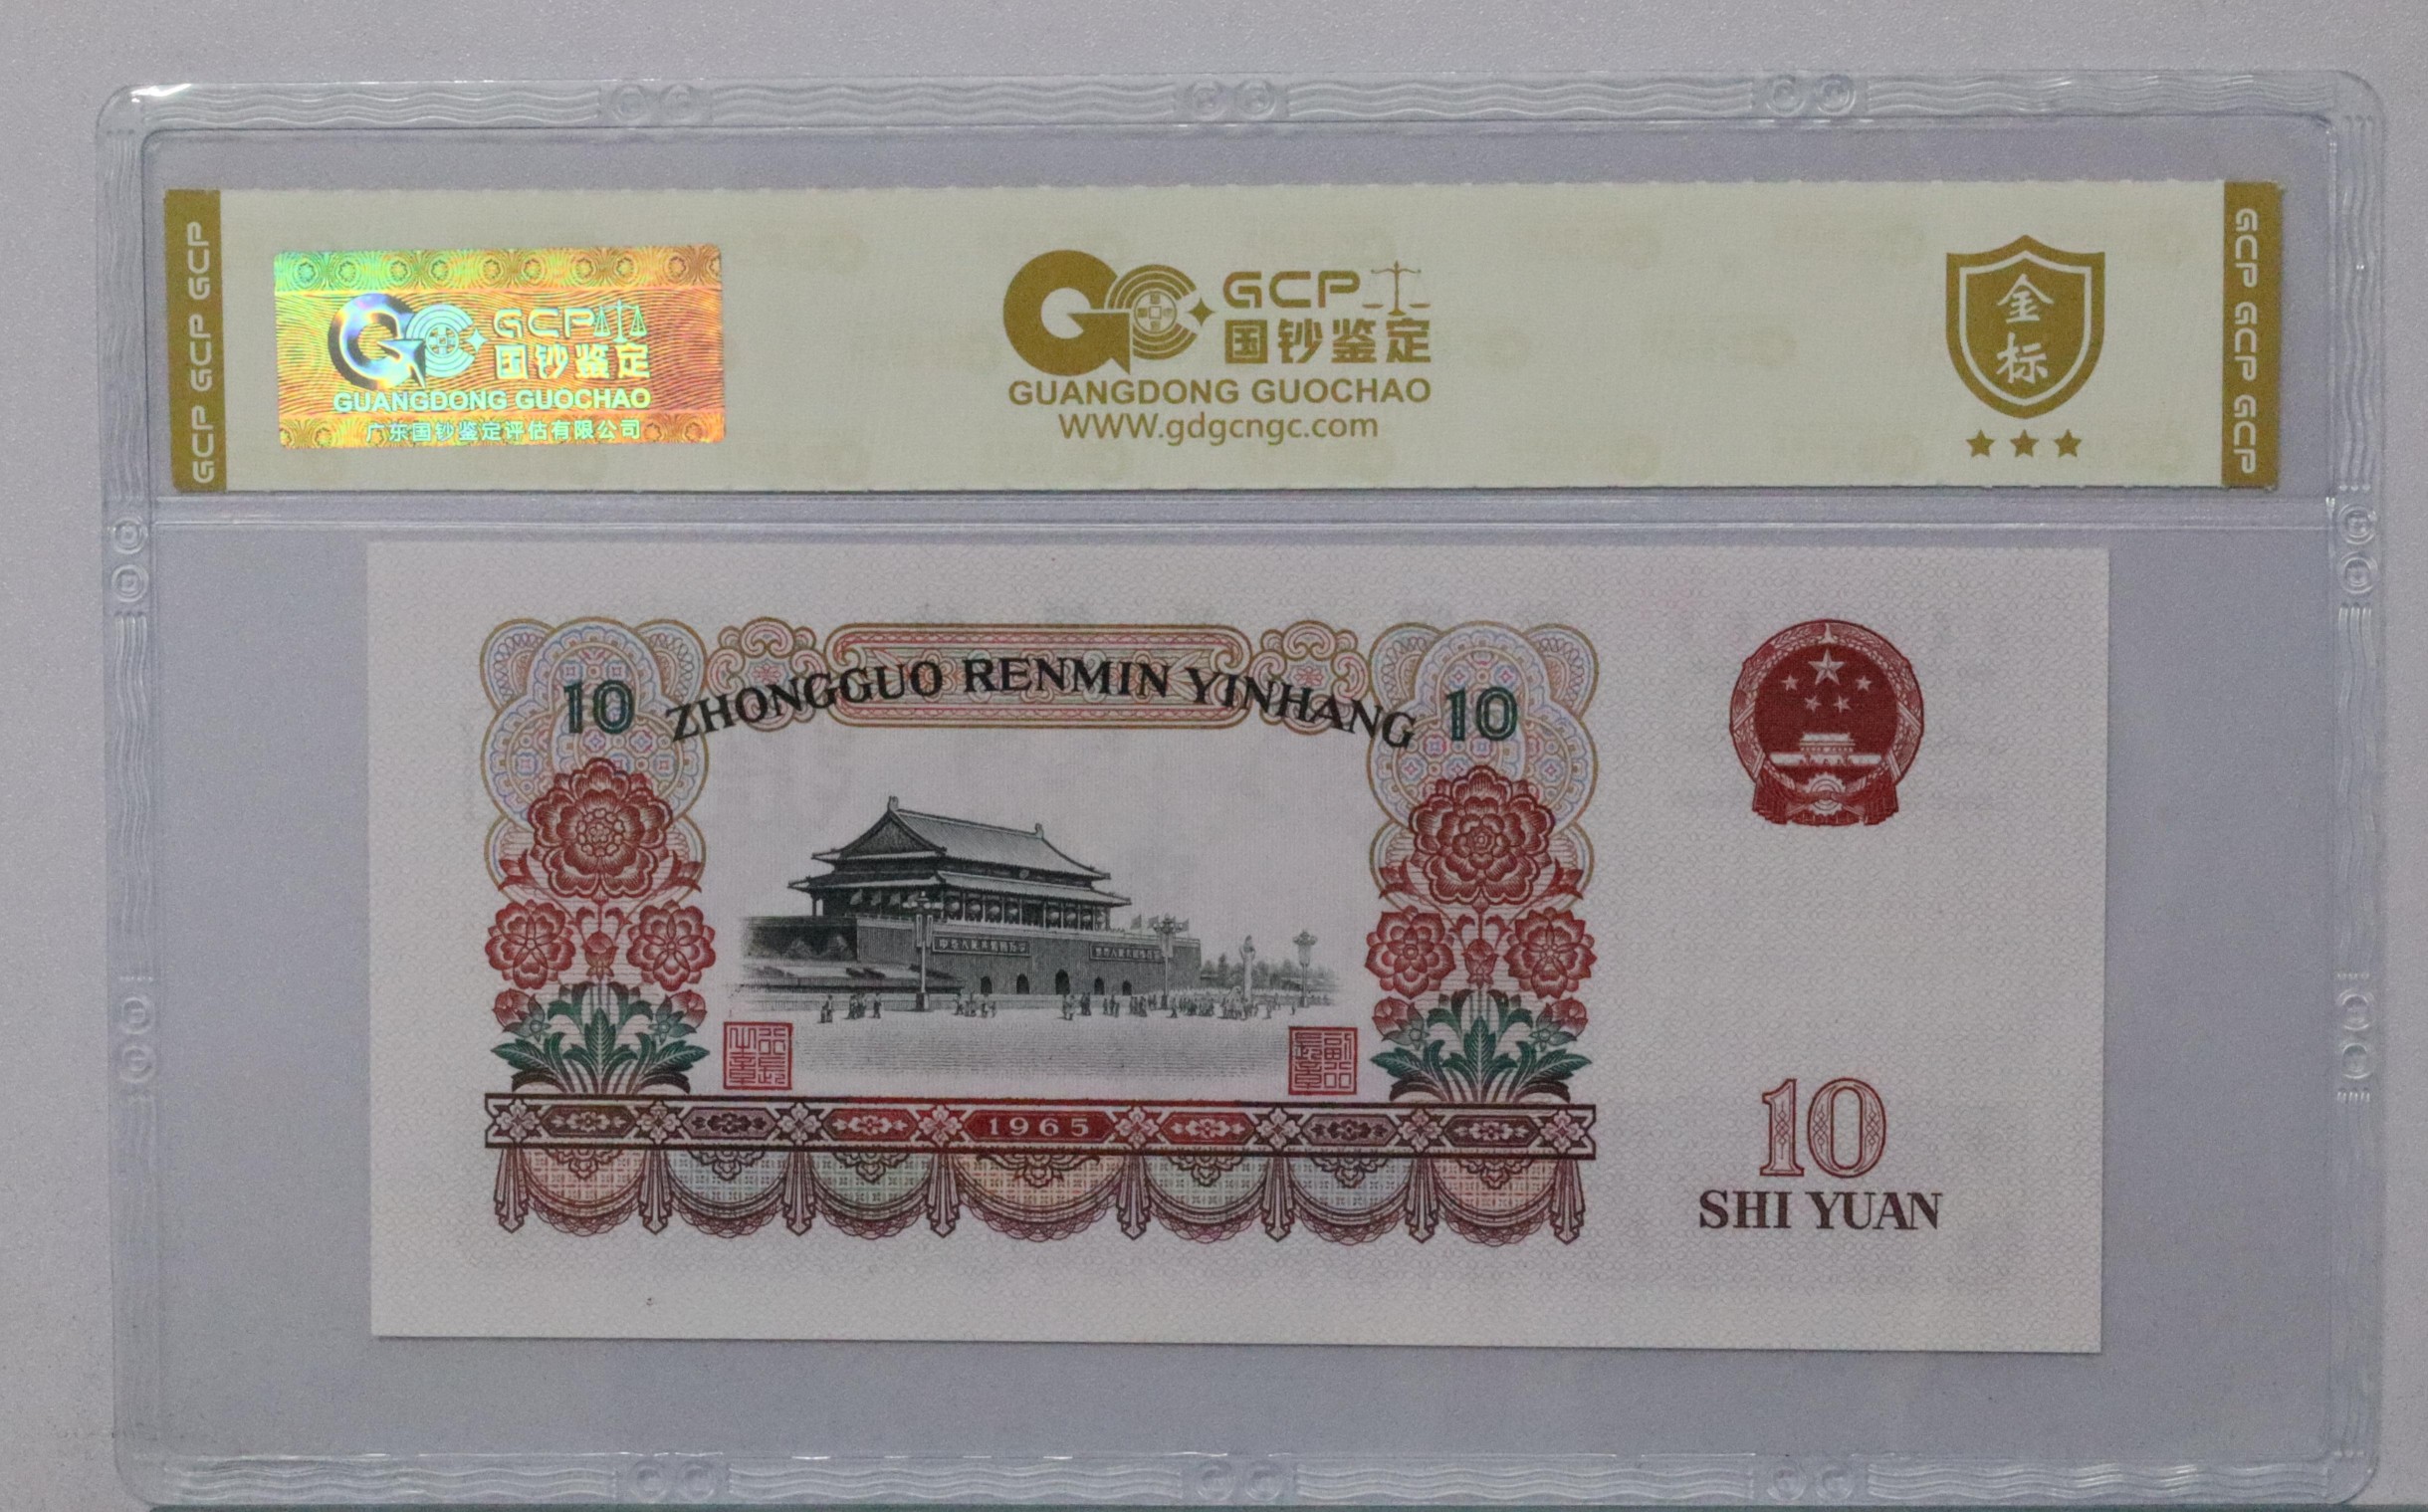 GCP GCP GCP
GCP
国钞鉴定
GUANGDONG GUOCHAO
广东国钞鉴定评估有限公司
GCP
国钞鉴定
GUANGDONG GUOCHAO
WWW.gdgcngc.com
金
标
GCP GCP GCP
10 ZHONGGUO RENMIN YINHANG 10
1965
10
SHI YUAN